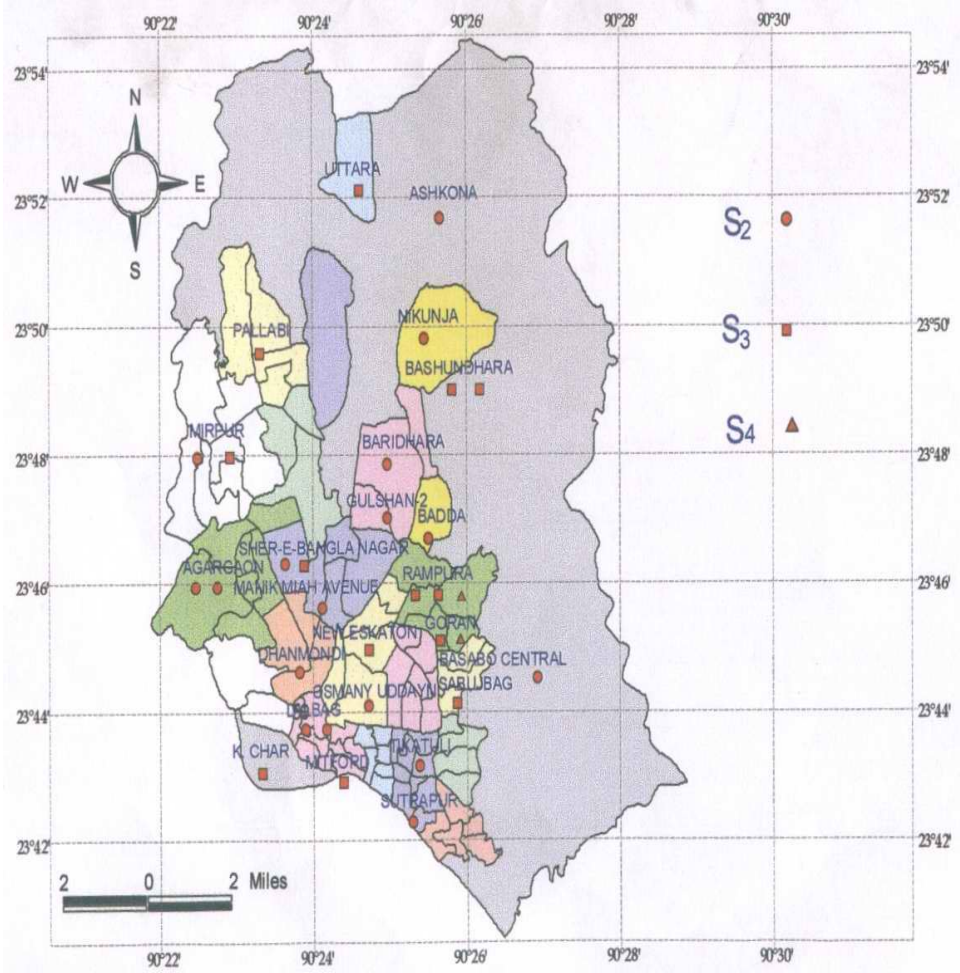 90°22' 90°24' 90°26' 90°28' 90°30'
23°54' 23°54'
N
UTTARA
W E
ASHKONA
23°52' 23°52'
S2
S
NIKUNJA
23°50' PALLABI 23°50'
S3
BASHUNDHARA
MIRPUR BARIDHARA S4
23°48' 23°48'
GULSHAN-2
BADDA
SHER-E-BANGLA NAGAR
AGARGAON RAMPURA
23°46' MANIK MIAH AVENUE 23°46'
GORAN
NEW ESKATON
DHANMONDI BASABO CENTRAL
OSMANY UDDAYN SABUJBAG
23°44' 23°44'
K. CHAR TIKATULI
MITFORD
SUTRAPUR
23°42' 23°42'
2 0 2 Miles
90°22' 90°24' 90°26' 90°28' 90°30'